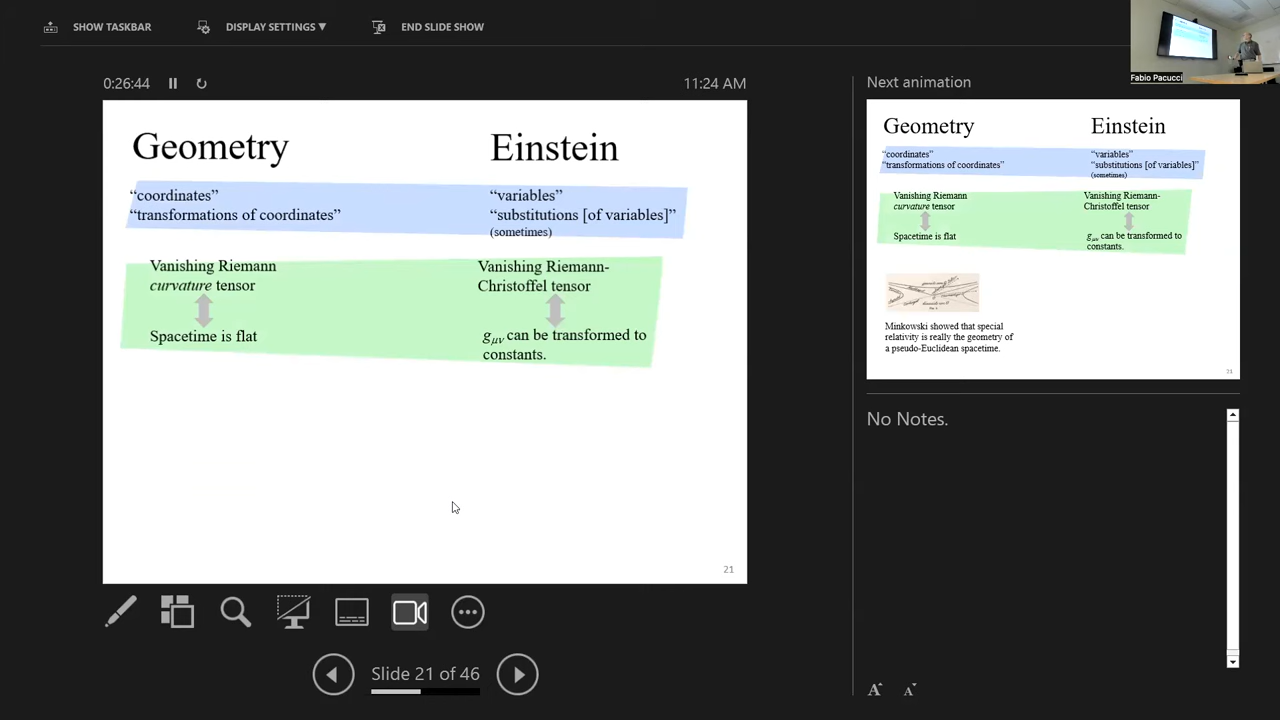 SHOW TASKBAR
DISPLAY SETTINGS ▼
END SLIDE SHOW
Fabio Pacucci
0:26:44
11:24 AM
Geometry
Einstein
“coordinates”
“transformations of coordinates”
“variables”
“substitutions [of variables]”
(sometimes)
Vanishing Riemann
curvature tensor
Spacetime is flat
Vanishing Riemann-
Christoffel tensor
gμν can be transformed to
constants.
21
Slide 21 of 46
Next animation
Geometry
Einstein
“coordinates”
“transformations of coordinates”
“variables”
“substitutions [of variables]”
(sometimes)
Vanishing Riemann
curvature tensor
Spacetime is flat
Vanishing Riemann-
Christoffel tensor
gμν can be transformed to
constants.
Minkowski showed that special
relativity is really the geometry of
a pseudo-Euclidean spacetime.
21
No Notes.
A
A